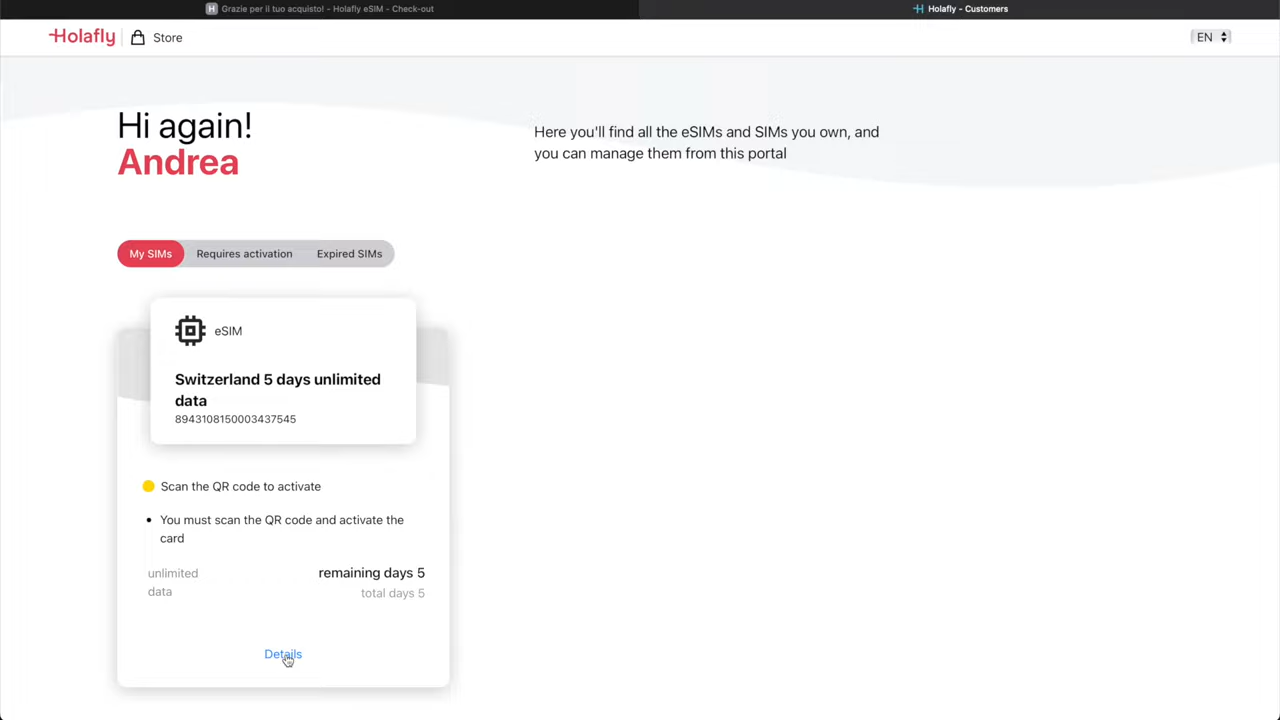 Grazie per il tuo acquisto! - Holafly eSIM - Check-out
Holafly - Customers
Holafly
Store
EN
Hi again!
Andrea
Here you'll find all the eSIMs and SIMs you own, and
you can manage them from this portal
My SIMs
Requires activation
Expired SIMs
eSIM
Switzerland 5 days unlimited
data
8943108150003437545
Scan the QR code to activate
• You must scan the QR code and activate the
card
unlimited
data
remaining days 5
total days 5
Details